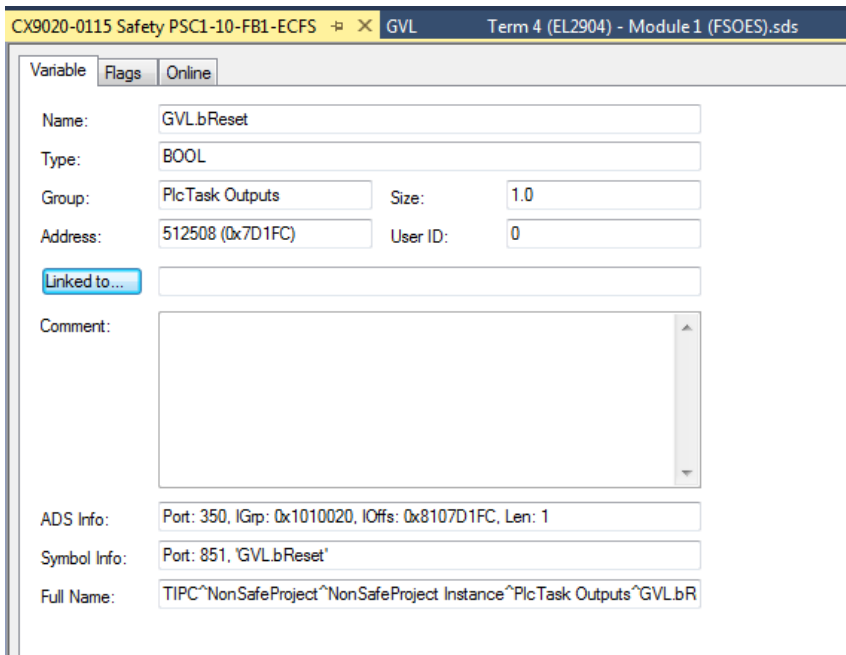 CX9020-0115 Safety PSC1-10-FB1-ECFS GVL Term 4 (EL2904) - Module 1 (FSOES).sds
Variable Flags Online
Name: GVL.bReset
Type: BOOL
Group: PlcTask Outputs Size: 1.0
Address: 512508 (0x7D1FC) User ID: 0
Linked to...
Comment:
ADS Info: Port: 350, IGrp: 0x1010020, IOffs: 0x8107D1FC, Len: 1
Symbol Info: Port: 851, 'GVL.bReset'
Full Name: TIPC^NonSafeProject^NonSafeProject Instance^PlcTask Outputs^GVL.bR